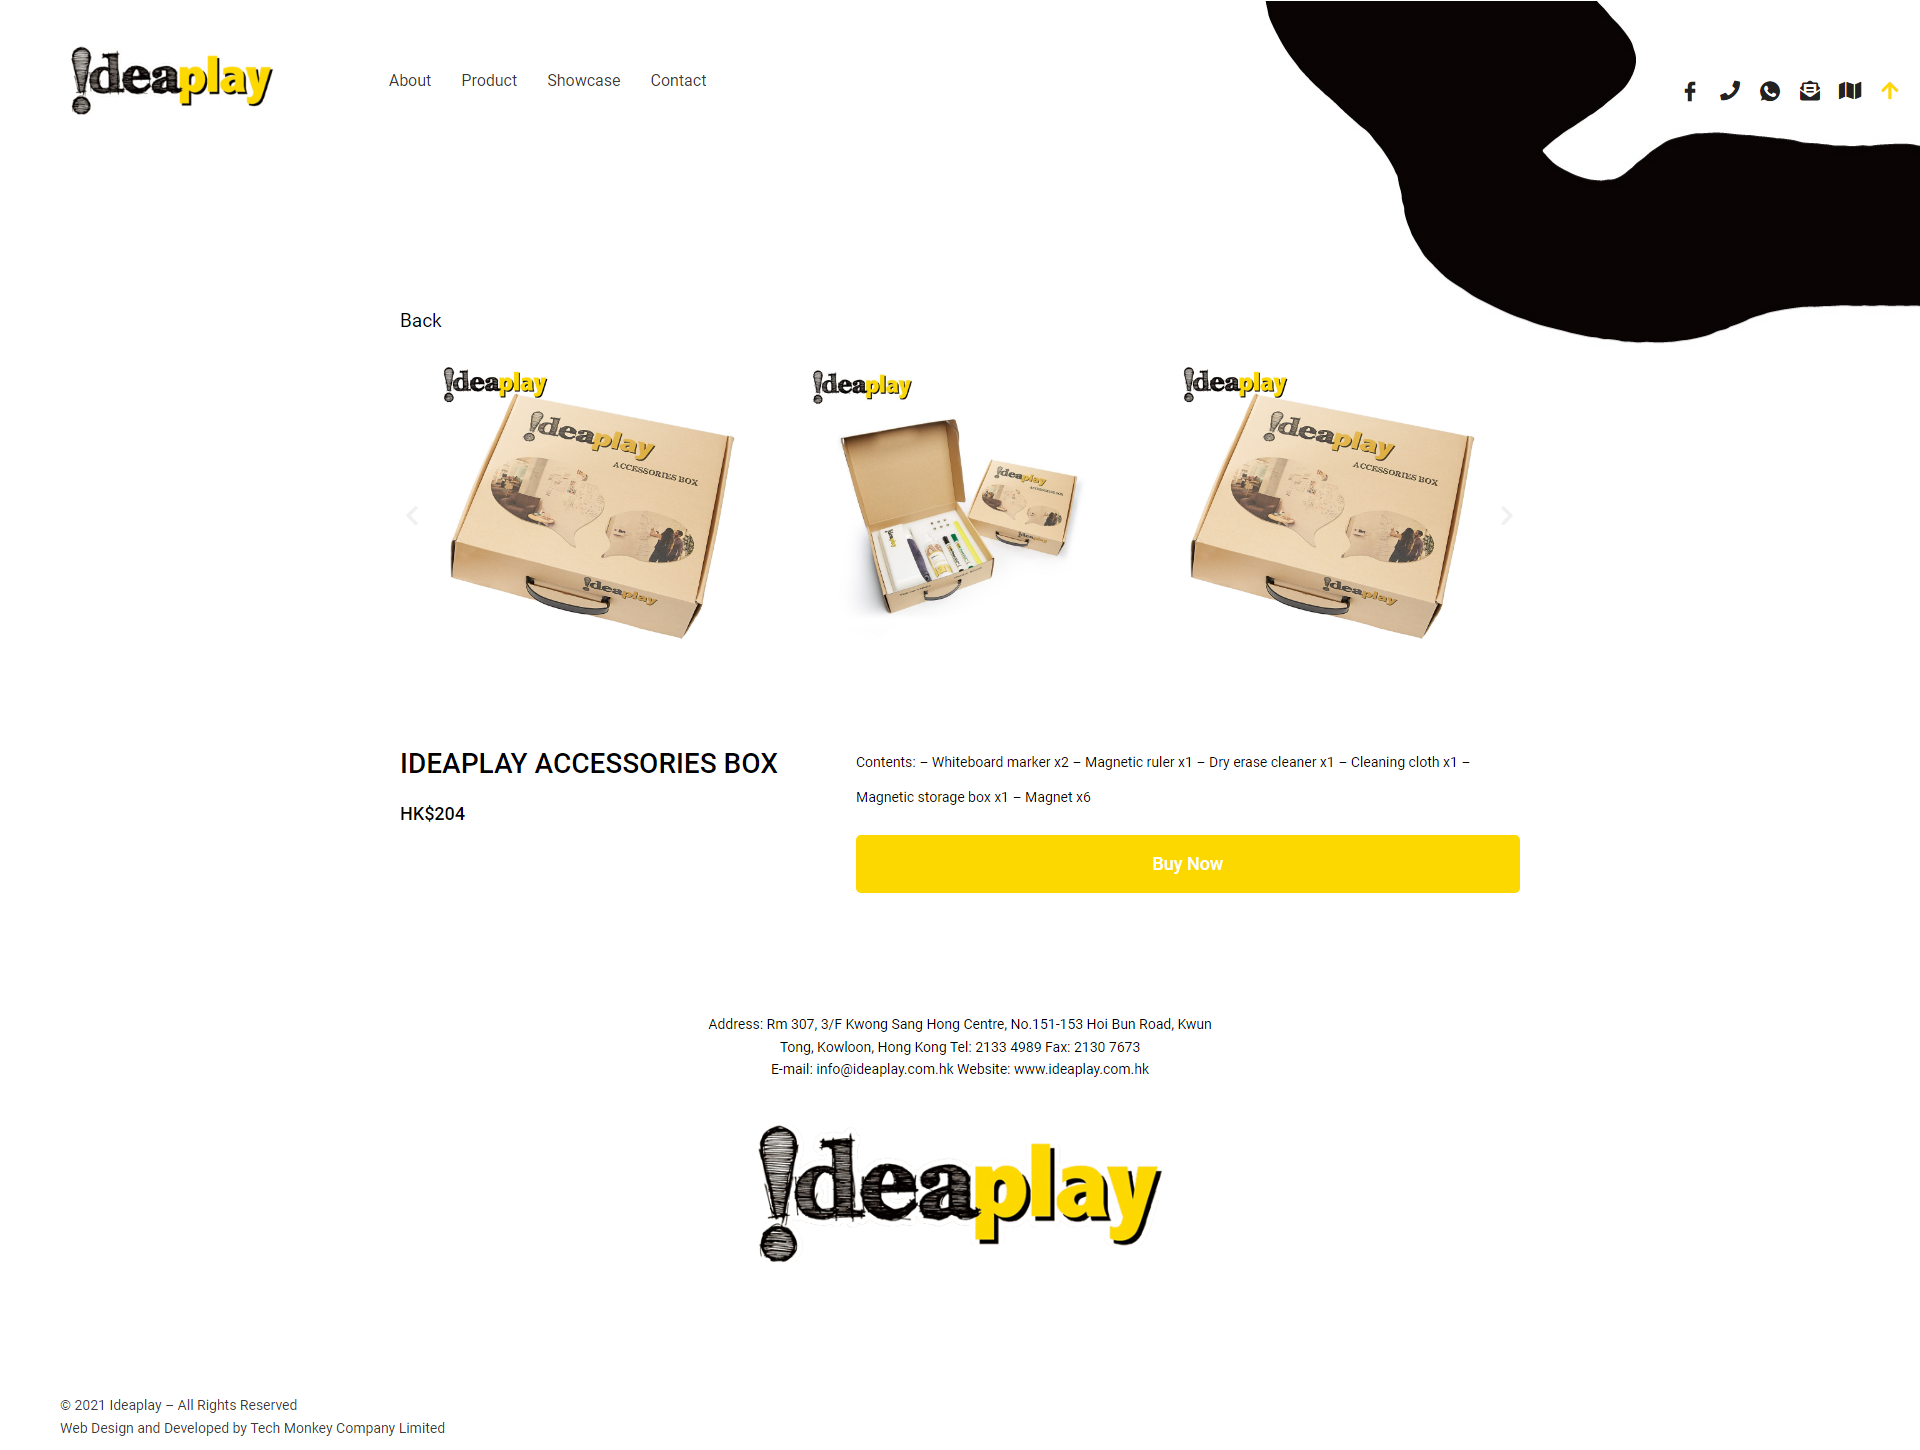 !deaplay
About
Product
Showcase
Contact
Back
!deaplay
!deaplay
ACCESSORIES BOX
!deaplay
!deaplay
!deaplay
ACCESSORIES BOX
!deaplay
!deaplay
!deaplay
ACCESSORIES BOX
!deaplay
IDEAPLAY ACCESSORIES BOX
HK$204
Contents: – Whiteboard marker x2 – Magnetic ruler x1 – Dry erase cleaner x1 – Cleaning cloth x1 –
Magnetic storage box x1 – Magnet x6
Buy Now
Address: Rm 307, 3/F Kwong Sang Hong Centre, No.151-153 Hoi Bun Road, Kwun
Tong, Kowloon, Hong Kong Tel: 2133 4989 Fax: 2130 7673
E-mail: info@ideaplay.com.hk Website: www.ideaplay.com.hk
!deaplay
© 2021 Ideaplay – All Rights Reserved
Web Design and Developed by Tech Monkey Company Limited